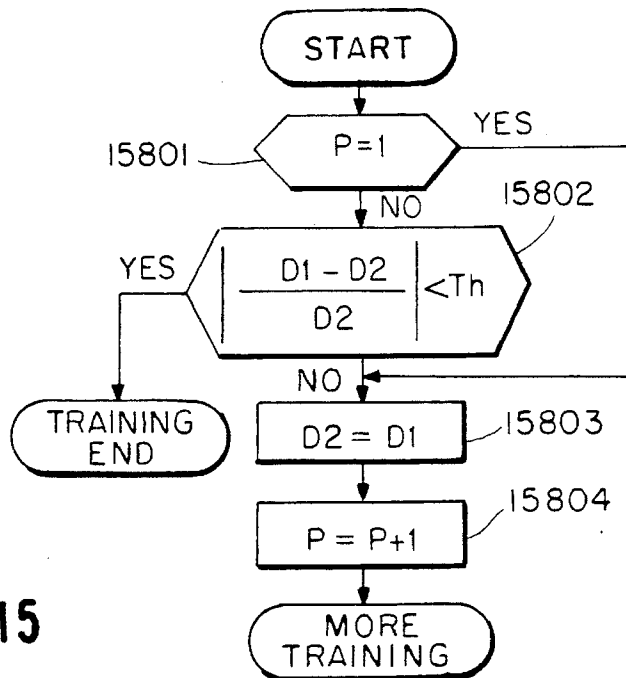 START
15801
P=1
YES
NO
15802
YES
| D1 - D2 / D2 | <Th
NO
TRAINING
END
D2 = D1
15803
P = P+1
15804
15
MORE
TRAINING